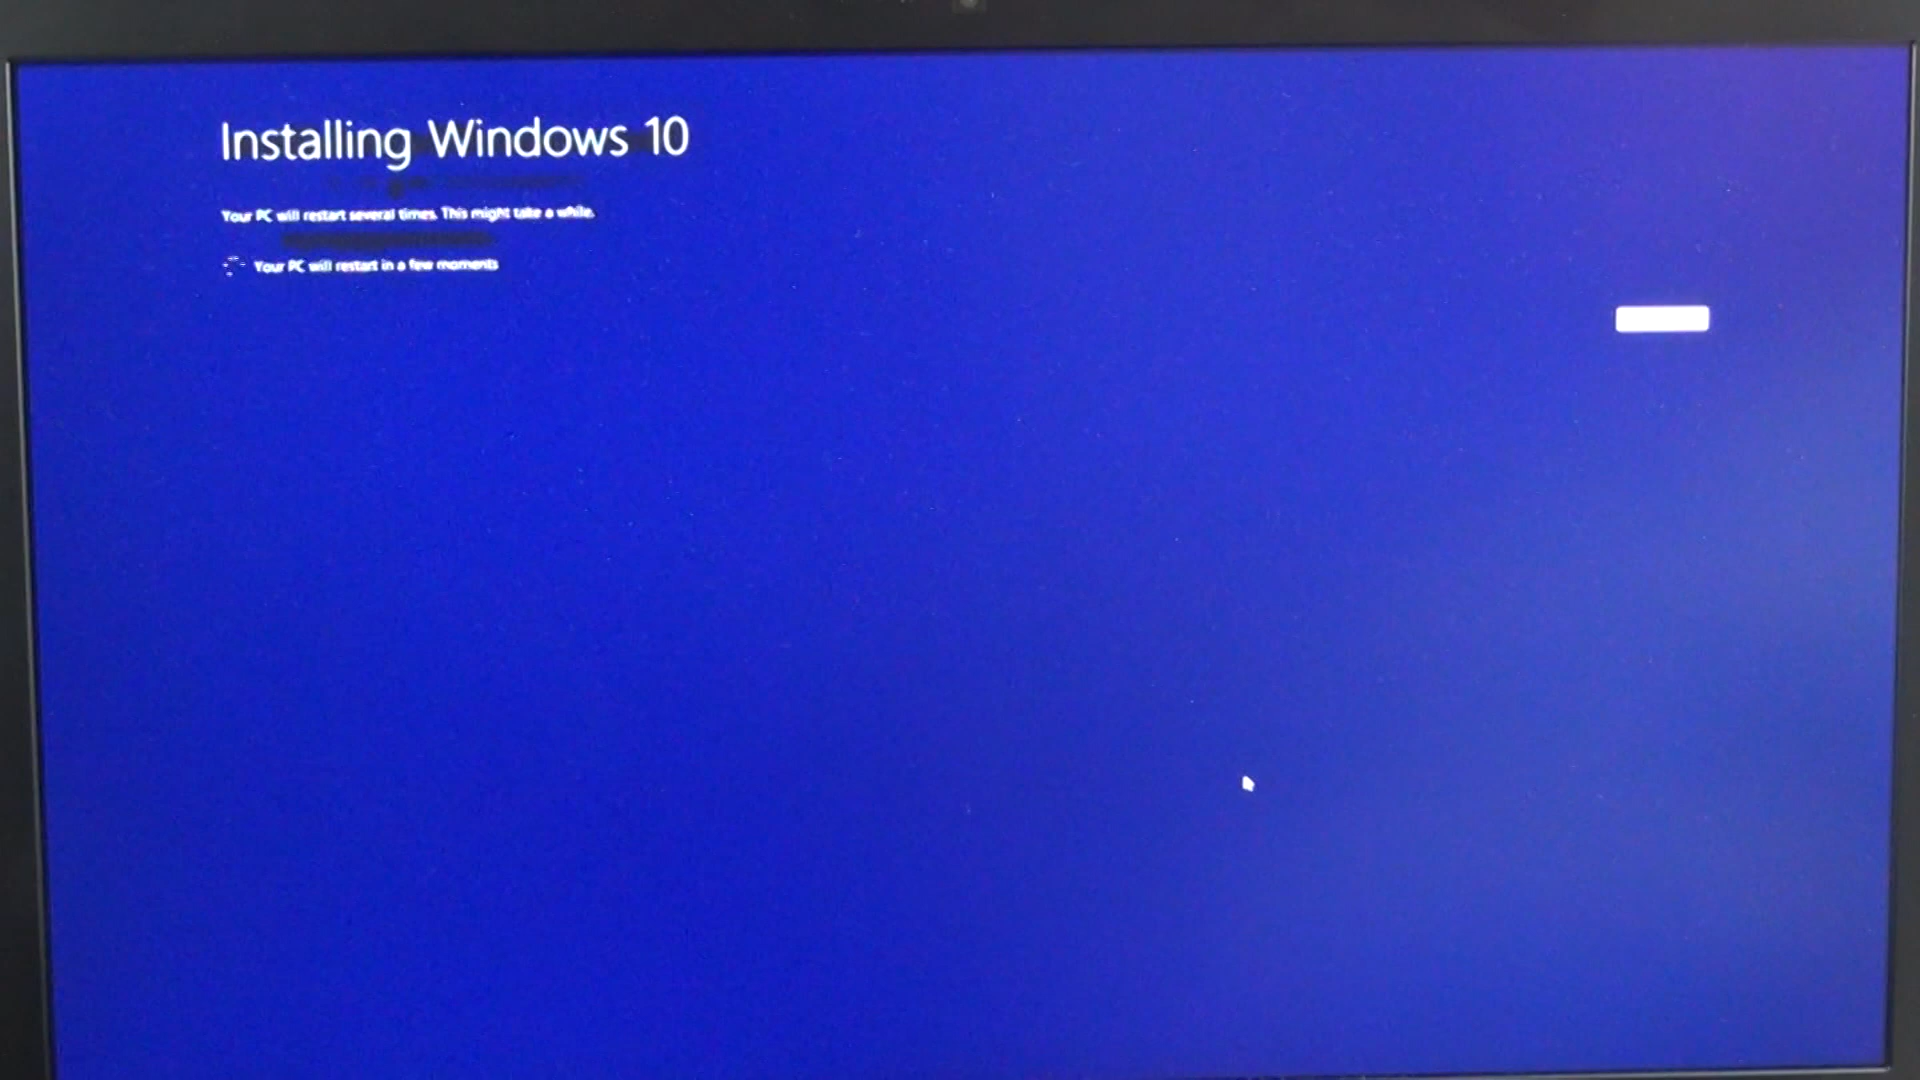 Installing Windows 10
Your PC will restart several times. This might take a while.
Your PC will restart in a few moments